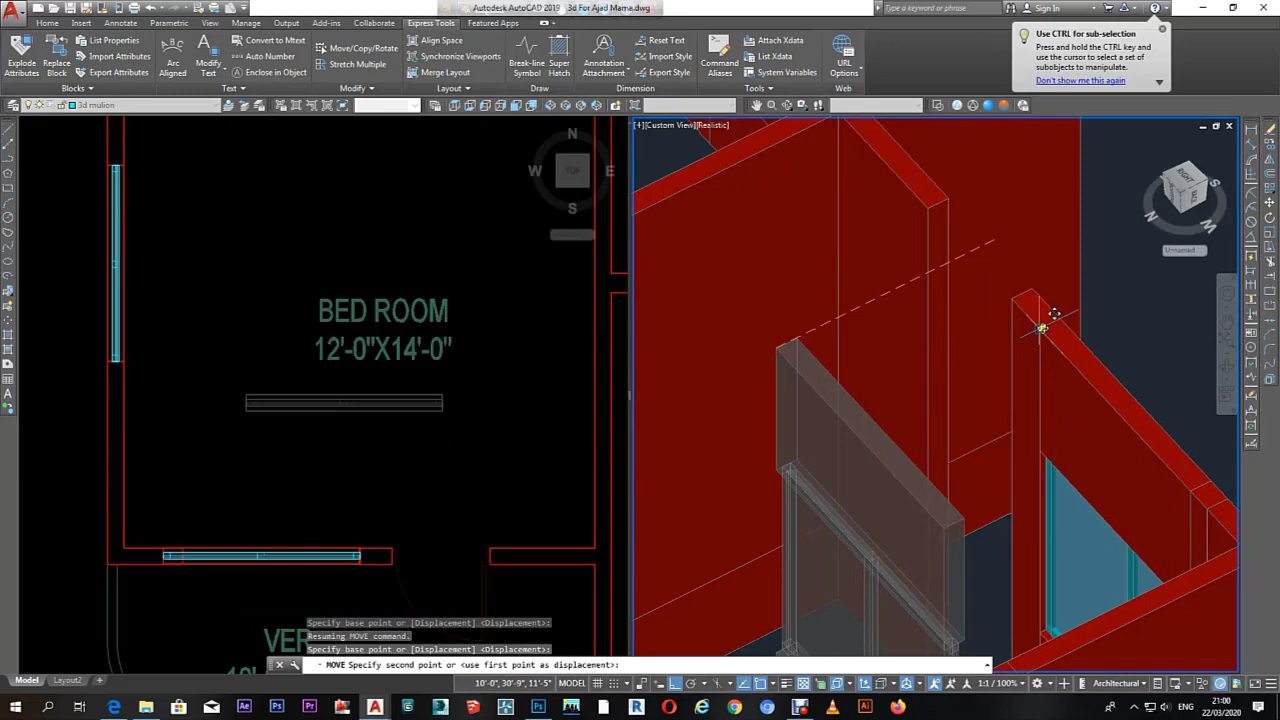 Autodesk AutoCAD 2019 3d For Ajad Mama.dwg
Type a keyword or phrase
Sign In
Home Insert Annotate Parametric View Manage Output Add-ins Collaborate Express Tools Featured Apps
Explode Attributes
Replace Block
List Properties
Import Attributes
Export Attributes
Arc Aligned
Modify Text
Convert to Mtext
Auto Number
Enclose in Object
Move/Copy/Rotate
Stretch Multiple
Align Space
Synchronize Viewports
Merge Layout
Break-line Symbol
Super Hatch
Annotation Attachment
Reset Text
Import Style
Export Style
Command Aliases
Attach Xdata
List Xdata
System Variables
URL Options
Blocks Text Modify Layout Draw Dimension Tools Web
Use CTRL for sub-selection
Press and hold the CTRL key and
use the cursor to select a set of
subobjects to manipulate.
Don't show me this again
3d mulion
[+][Custom View][Realistic]
N
W TOP E
S
RIGHT
S
N
Unnamed
BED ROOM
12'-0"X14'-0"
VER
Specify base point or [Displacement] <Displacement>:
Resuming MOVE command.
Specify base point or [Displacement] <Displacement>:
MOVE Specify second point or <use first point as displacement>:
Model Layout2 +
10'-0", 30'-9", 11'-5" MODEL
1:1 / 100%
Architectural
Ae Ps Pr A R Ps R Ai
ENG
21:00
22/03/2020